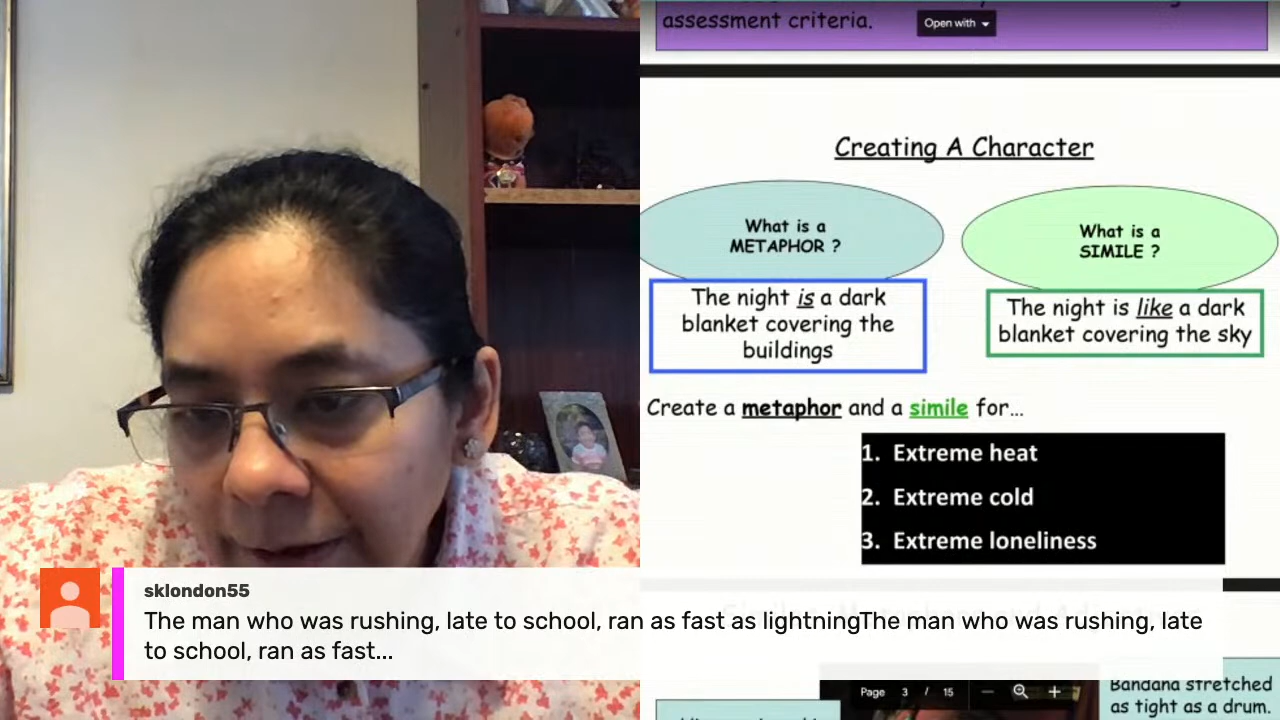 assessment criteria.
Open with
Creating A Character
What is a
METAPHOR ?
What is a
SIMILE ?
The night is a dark
blanket covering the
buildings
The night is like a dark
blanket covering the sky
Create a metaphor and a simile for...
1. Extreme heat
2. Extreme cold
3. Extreme loneliness
sklondon55
The man who was rushing, late to school, ran as fast as lightningThe man who was rushing, late
to school, ran as fast...
Page 3 / 15
Bandana stretched
as tight as a drum.